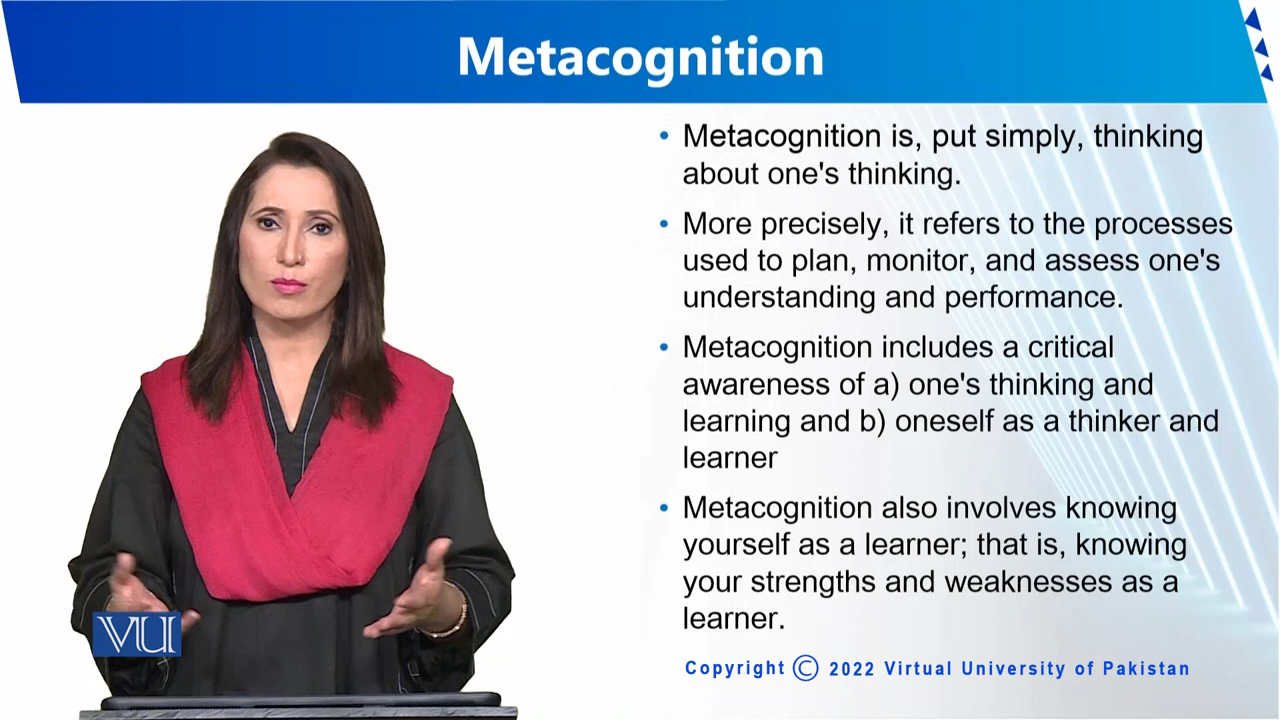 Metacognition
• Metacognition is, put simply, thinking
about one's thinking.
• More precisely, it refers to the processes
used to plan, monitor, and assess one's
understanding and performance.
• Metacognition includes a critical
awareness of a) one's thinking and
learning and b) oneself as a thinker and
learner
• Metacognition also involves knowing
yourself as a learner; that is, knowing
your strengths and weaknesses as a
learner.
VU
Copyright © 2022 Virtual University of Pakistan